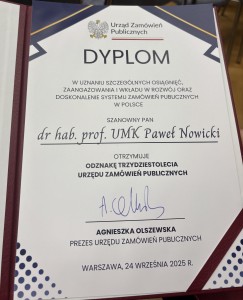 Urząd Zamówień
Publicznych
DYPLOM
W UZNANIU SZCZEGÓLNYCH OSIĄGNIĘĆ,
ZAANGAŻOWANIA I WKŁADU W ROZWÓJ ORAZ
DOSKONALENIE SYSTEMU ZAMÓWIEŃ PUBLICZNYCH
W POLSCE
SZANOWNY PAN
dr hab. prof. UMK Paweł Nowicki
OTRZYMUJE
ODZNAKĘ TRZYDZIESTOLECIA
URZĘDU ZAMÓWIEŃ PUBLICZNYCH
AGNIESZKA OLSZEWSKA
PREZES URZĘDU ZAMÓWIEŃ PUBLICZNYCH
WARSZAWA, 24 WRZEŚNIA 2025 R.